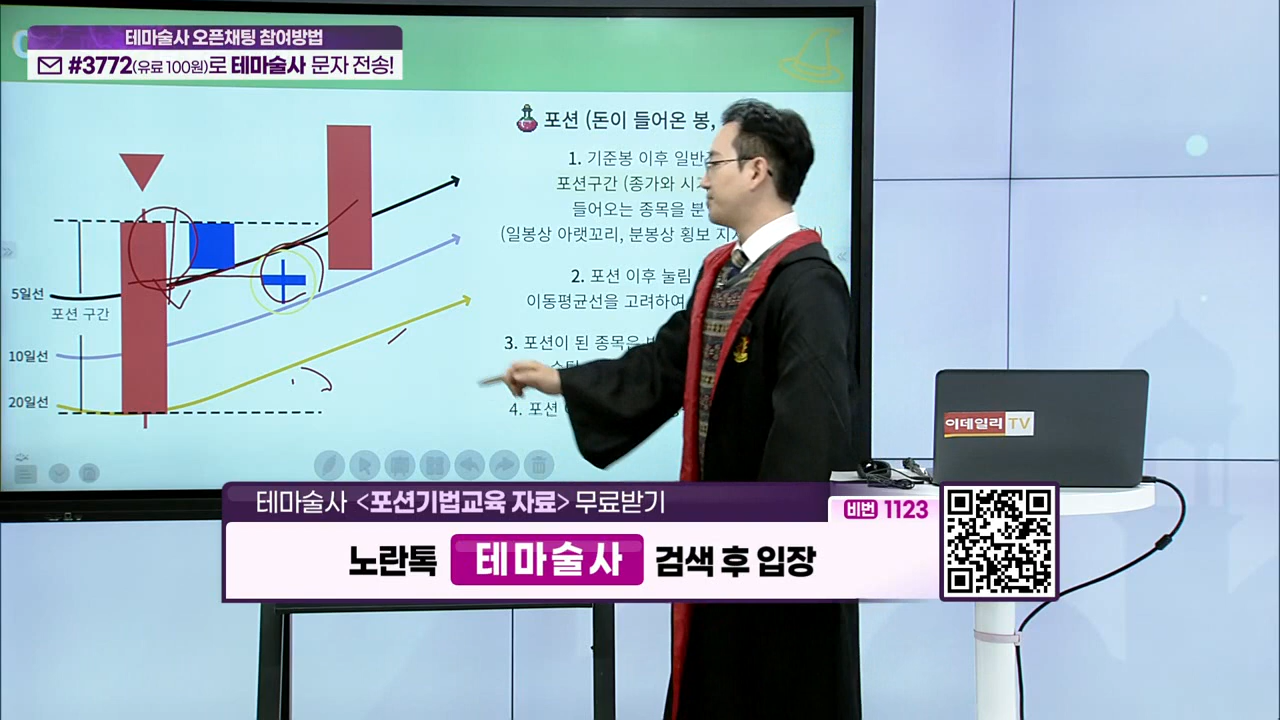 테마술사 오픈채팅 참여방법
#3772(유료 100원)로 테마술사 문자 전송!
포션 (돈이 들어온 봉,
1. 기준봉 이후 일반
포션구간 (종가와 시가
들어오는 종목을 분
(일봉상 아랫꼬리, 분봉상 횡보 지
2. 포션 이후 눌림
이동평균선을 고려하여
3. 포션이 된 종목은
4. 포션
5일선
포션 구간
10일선
20일선
이데일리 TV
테마술사 <포션기법교육 자료> 무료받기
비번 1123
노란톡 테마술사 검색 후 입장